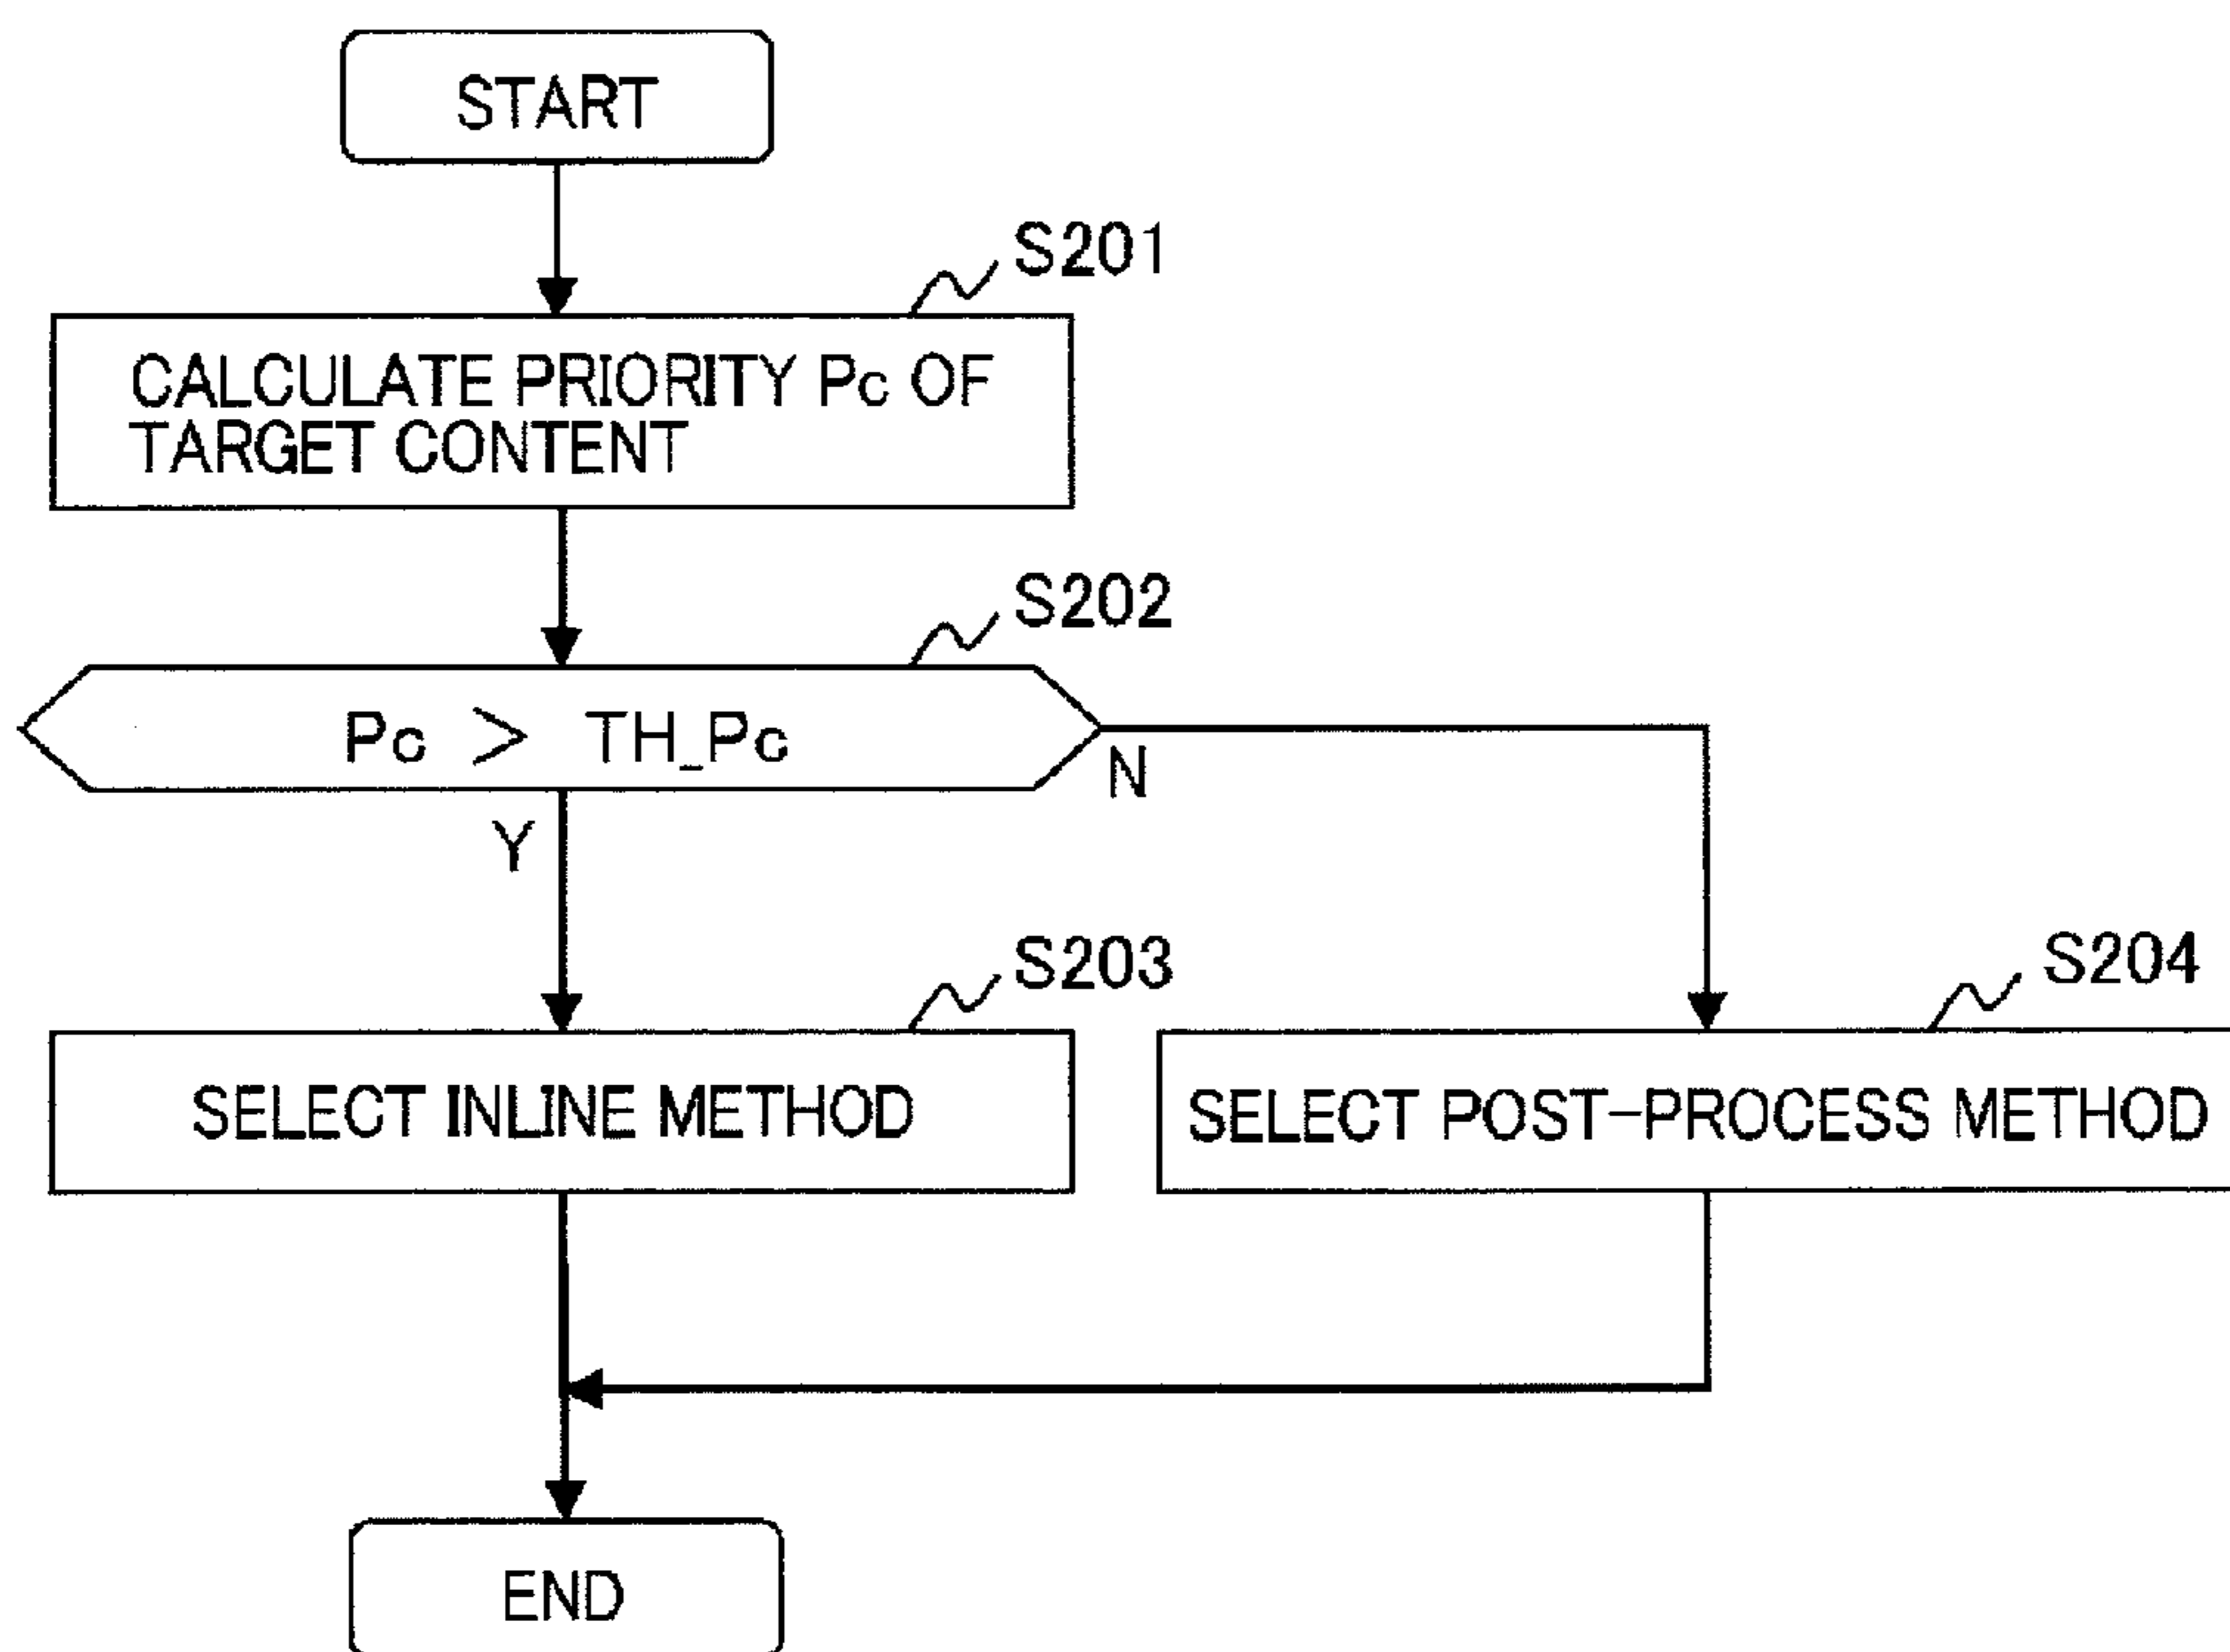 START
S201
CALCULATE PRIORITY Pc OF
TARGET CONTENT
S202
Pc > TH_Pc
N
Y
S203
S204
SELECT INLINE METHOD
SELECT POST-PROCESS METHOD
END